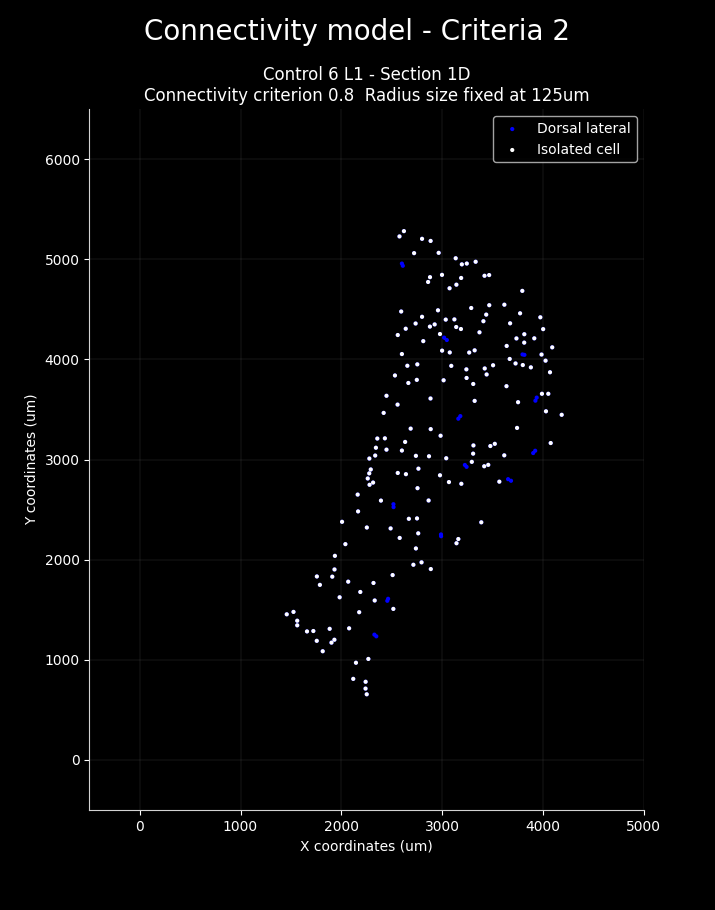 Connectivity model - Criteria 2
Control 6 L1 - Section 1D
Connectivity criterion 0.8  Radius size fixed at 125um
Dorsal lateral
Isolated cell
6000
5000
4000
3000
2000
1000
0
Y coordinates (um)
0 1000 2000 3000 4000 5000
X coordinates (um)